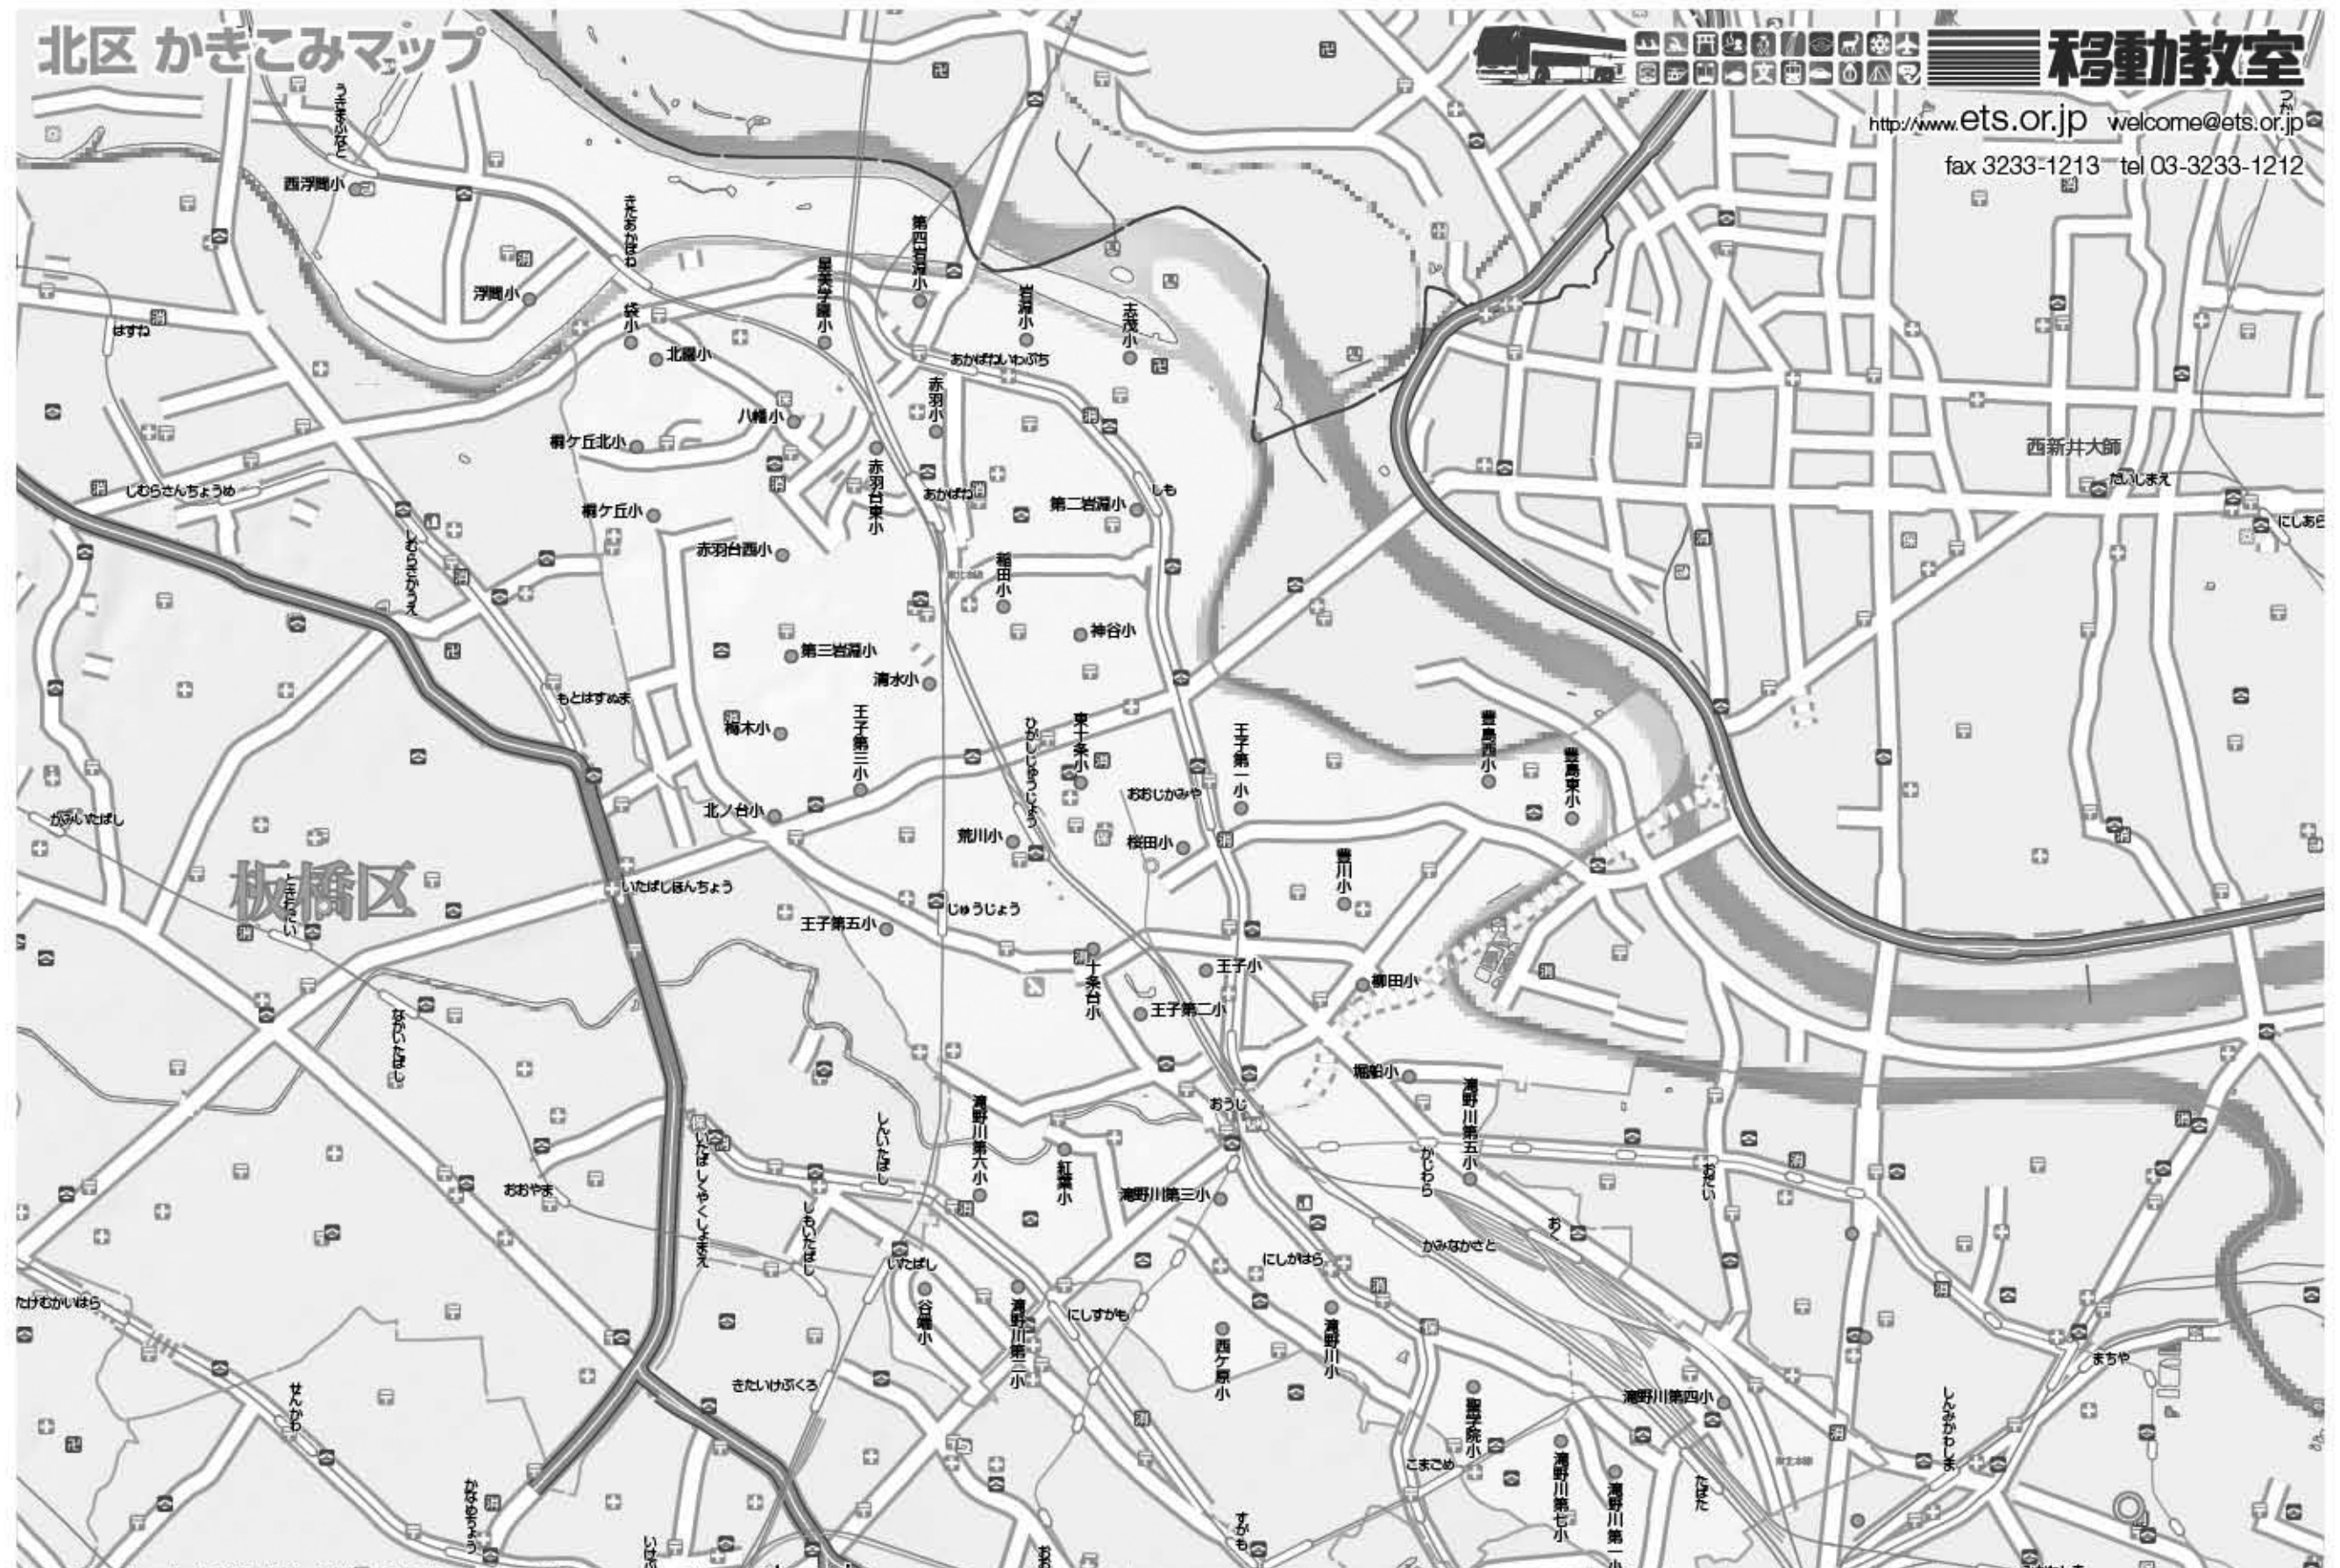 北区 かきこみマップ
移動教室
http://www.ets.or.jp welcome@ets.or.jp
fax 3233-1213 tel 03-3233-1212
うきまふなと
西浮間小
きたあかばね
第四岩淵小
星美学園小
浮間小
袋小
岩淵小
志茂小
はすね
北園小
あかばねいわぶち
赤羽小
八幡小
桐ケ丘北小
西新井大師
赤羽台東小
だいしまえ
しむらさんちょうめ
あかばね
しも
第二岩淵小
桐ケ丘小
にしあら
しむらさかうえ
赤羽台西小
稲田小
神谷小
第三岩淵小
清水小
もとはすぬま
梅木小
王子第三小
ひがしじゅうじょう
東十条小
王子第一小
豊島西小
豊島東小
おおじかみや
北ノ台小
かみいたばし
荒川小
桜田小
豊川小
板橋区
ときわだい
いたばしほんちょう
じゅうじょう
王子第五小
十条台小
王子小
柳田小
王子第二小
なかいたばし
堀船小
おうじ
滝野川第六小
滝野川第五小
しんいたばし
紅葉小
かじわら
おだい
いたばしくやくしょまえ
おおやま
滝野川第三小
しもいたばし
おく
かみなかざと
にしがはら
いたばし
たけむかいはら
谷端小
滝野川第二小
にしすがも
西ケ原小
滝野川小
まちや
きたいけぶくろ
せんかわ
聖学院小
滝野川第四小
しんみかわしま
こまごめ
滝野川第七小
滝野川第一小
たばた
かなめちょう
すがも
いけぶ